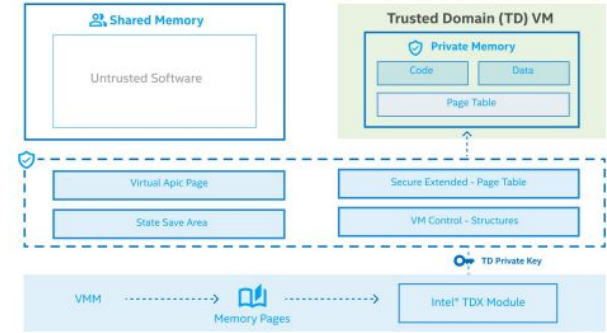 Shared Memory
Untrusted Software
Trusted Domain (TD) VM
Private Memory
Code
Data
Page Table
Virtual Apic Page
Secure Extended - Page Table
State Save Area
VM Control - Structures
TD Private Key
VMM
Memory Pages
Intel® TDX Module